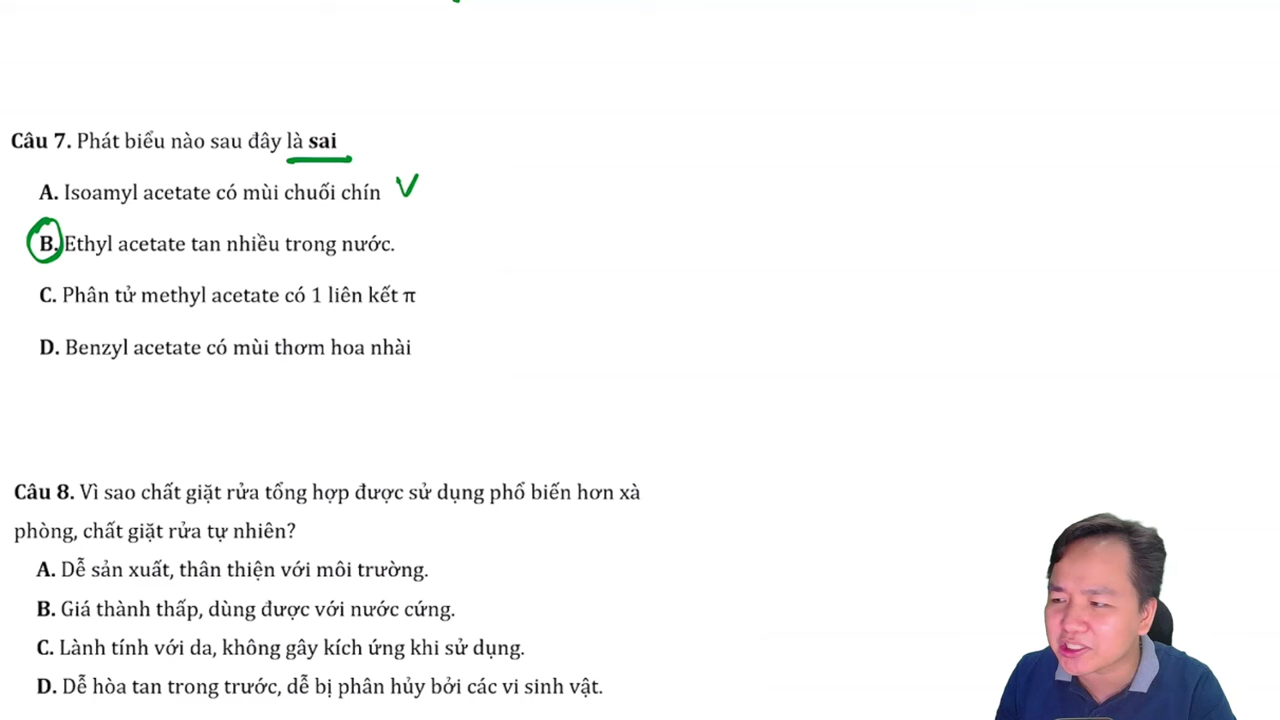 Câu 7. Phát biểu nào sau đây là sai
A. Isoamyl acetate có mùi chuối chín
B. Ethyl acetate tan nhiều trong nước.
C. Phân tử methyl acetate có 1 liên kết π
D. Benzyl acetate có mùi thơm hoa nhài
Câu 8. Vì sao chất giặt rửa tổng hợp được sử dụng phổ biến hơn xà
phòng, chất giặt rửa tự nhiên?
A. Dễ sản xuất, thân thiện với môi trường.
B. Giá thành thấp, dùng được với nước cứng.
C. Lành tính với da, không gây kích ứng khi sử dụng.
D. Dễ hòa tan trong trước, dễ bị phân hủy bởi các vi sinh vật.